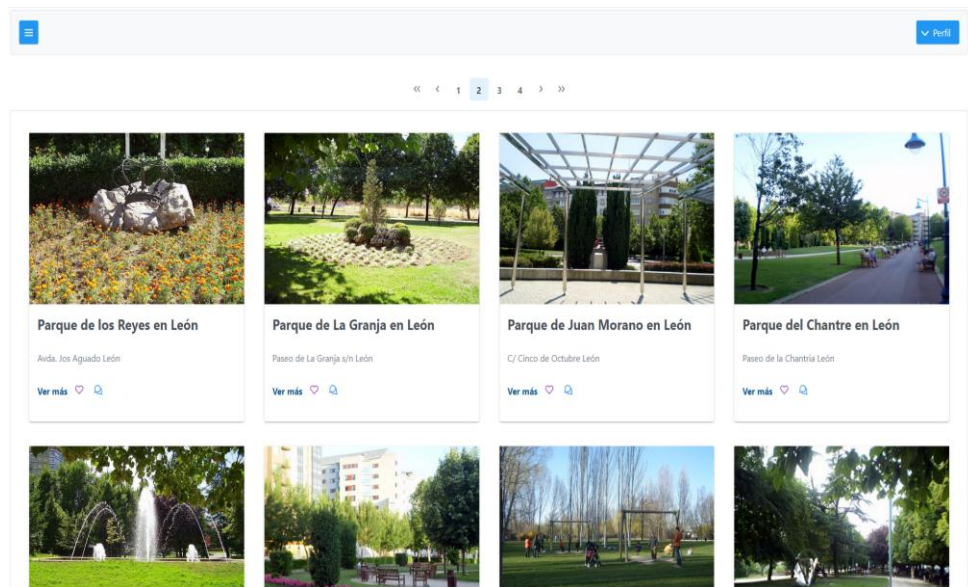 Perfil
« ‹ 1 2 3 4 › »
Parque de los Reyes en León
Avda. Jos Aguado León
Ver más
Parque de La Granja en León
Paseo de La Granja s/n León
Ver más
Parque de Juan Morano en León
C/ Cinco de Octubre León
Ver más
Parque del Chantre en León
Paseo de la Chantria León
Ver más